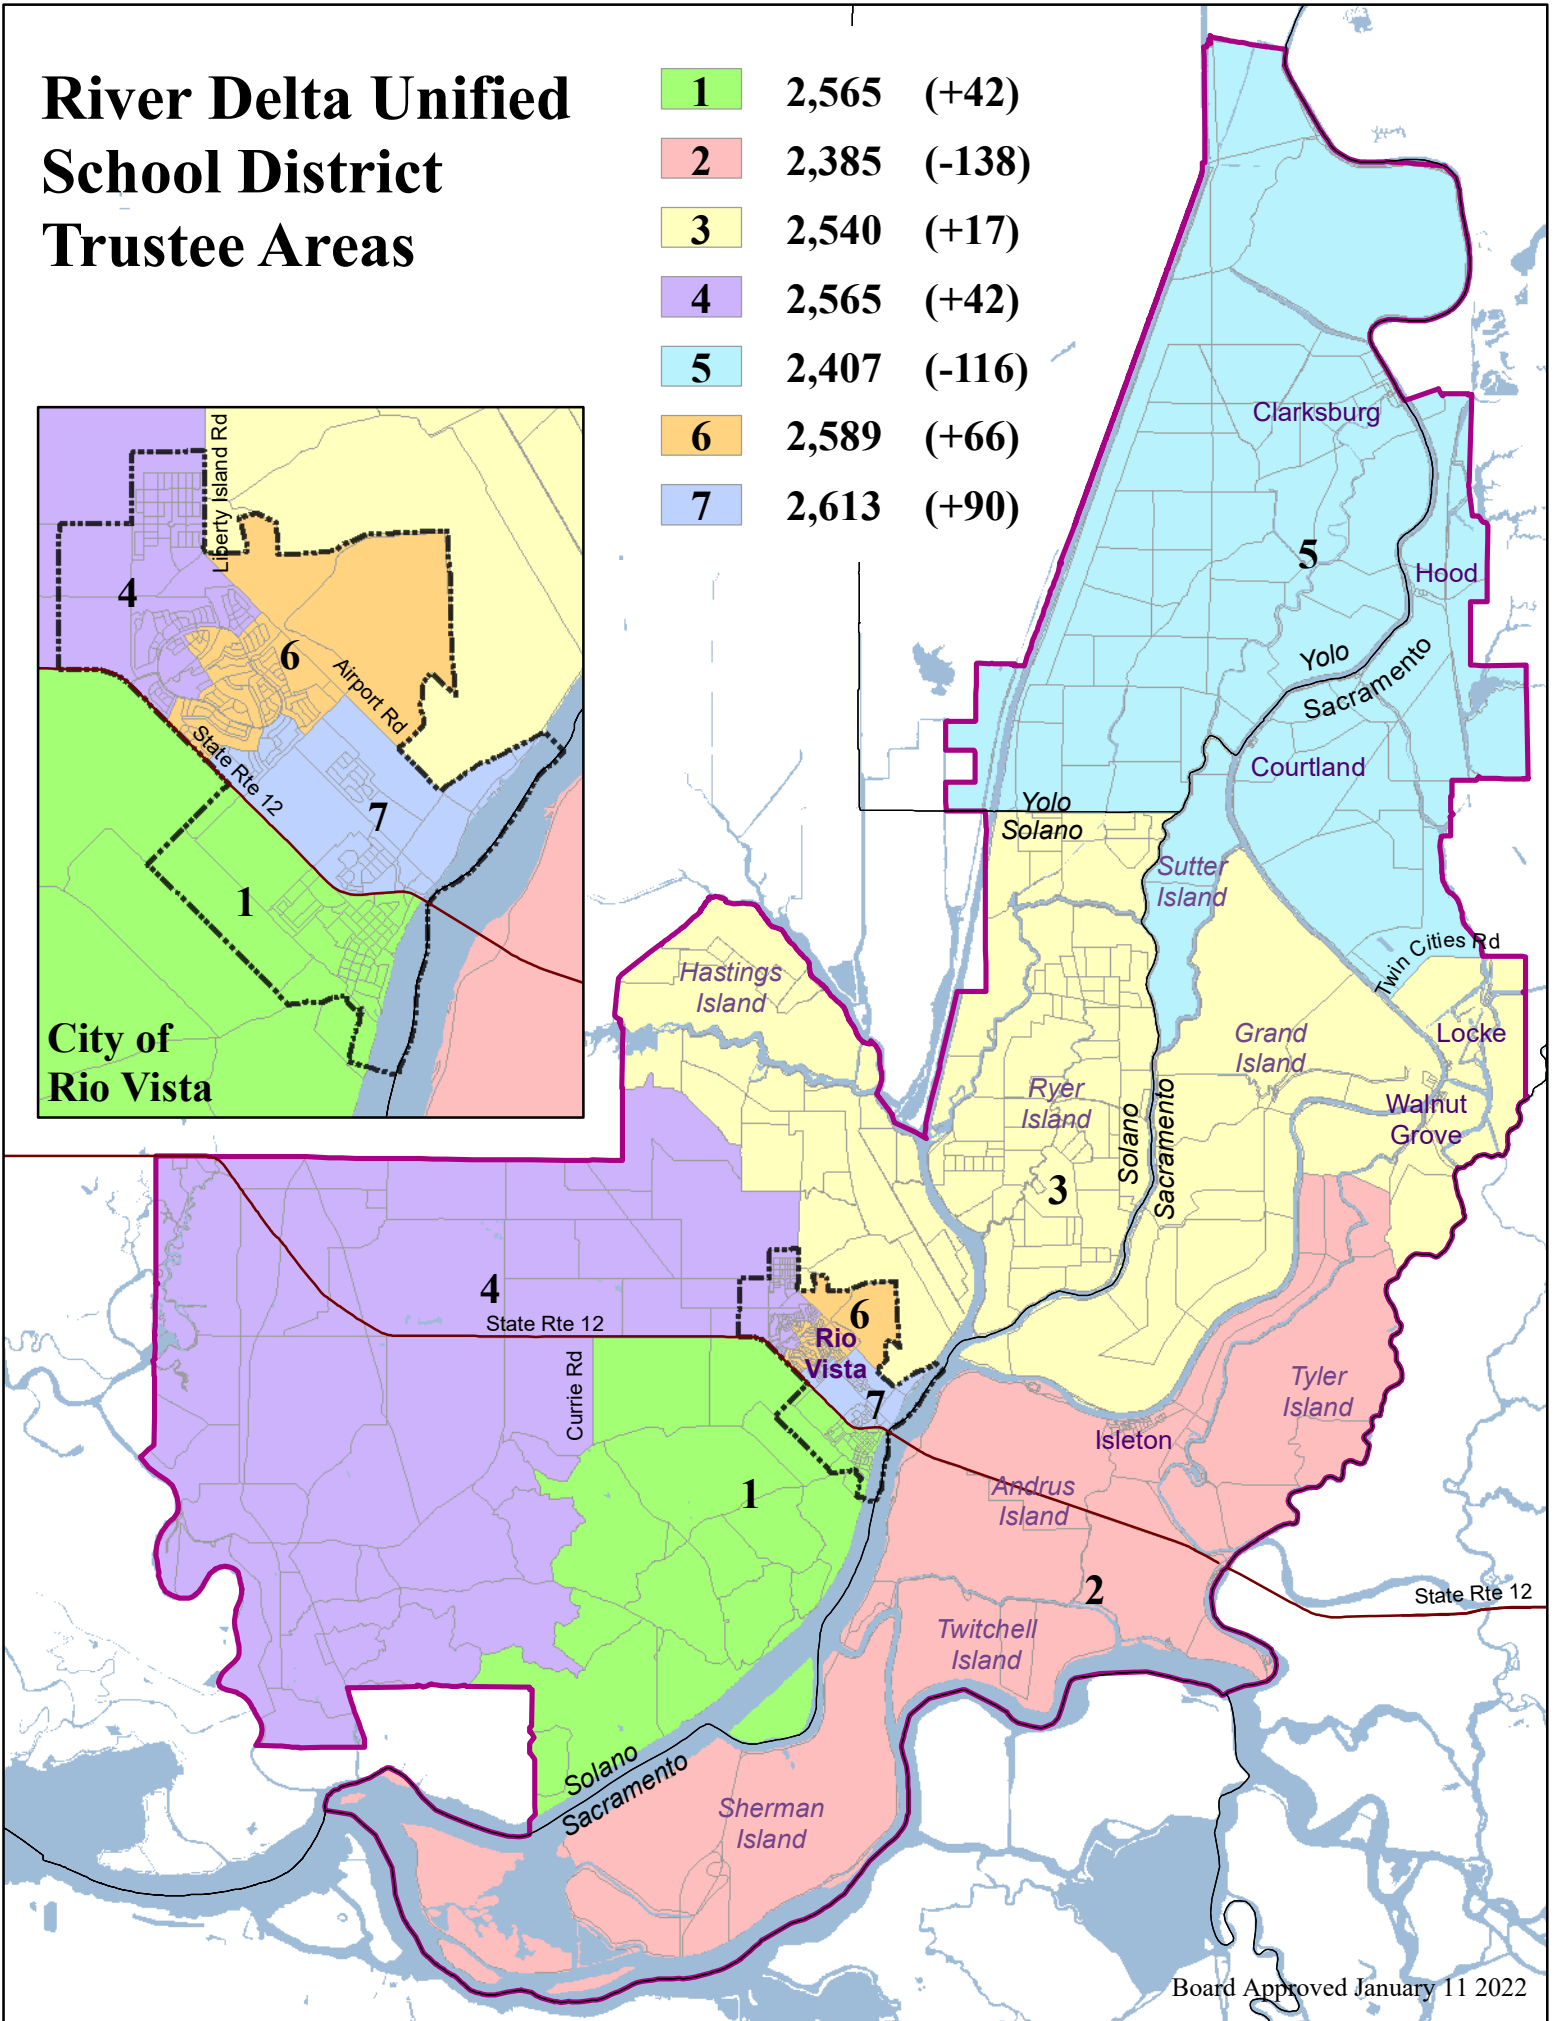 River Delta Unified
School District
Trustee Areas
1 2,565 (+42)
2 2,385 (-138)
3 2,540 (+17)
4 2,565 (+42)
5 2,407 (-116)
6 2,589 (+66)
7 2,613 (+90)
Liberty Island Rd
4
6
Airport Rd
State Rte 12
7
1
City of
Rio Vista
Clarksburg
5
Hood
Yolo
Sacramento
Courtland
Yolo
Solano
Sutter
Island
Twin Cities Rd
Hastings
Island
Grand
Island
Locke
Ryer
Island
Walnut
Grove
Solano
Sacramento
3
4
State Rte 12
6
Rio
Vista
Currie Rd
7
Tyler
Island
Isleton
1
Andrus
Island
2
State Rte 12
Twitchell
Island
Solano
Sacramento
Sherman
Island
Board Approved January 11 2022